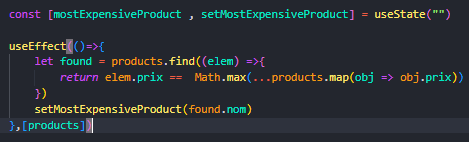 const [mostExpensiveProduct , setMostExpensiveProduct] = useState("")
useEffect(()=>{
let found = products.find((elem) =>{
return elem.prix == Math.max(...products.map(obj => obj.prix))
})
setMostExpensiveProduct(found.nom)
},[products])